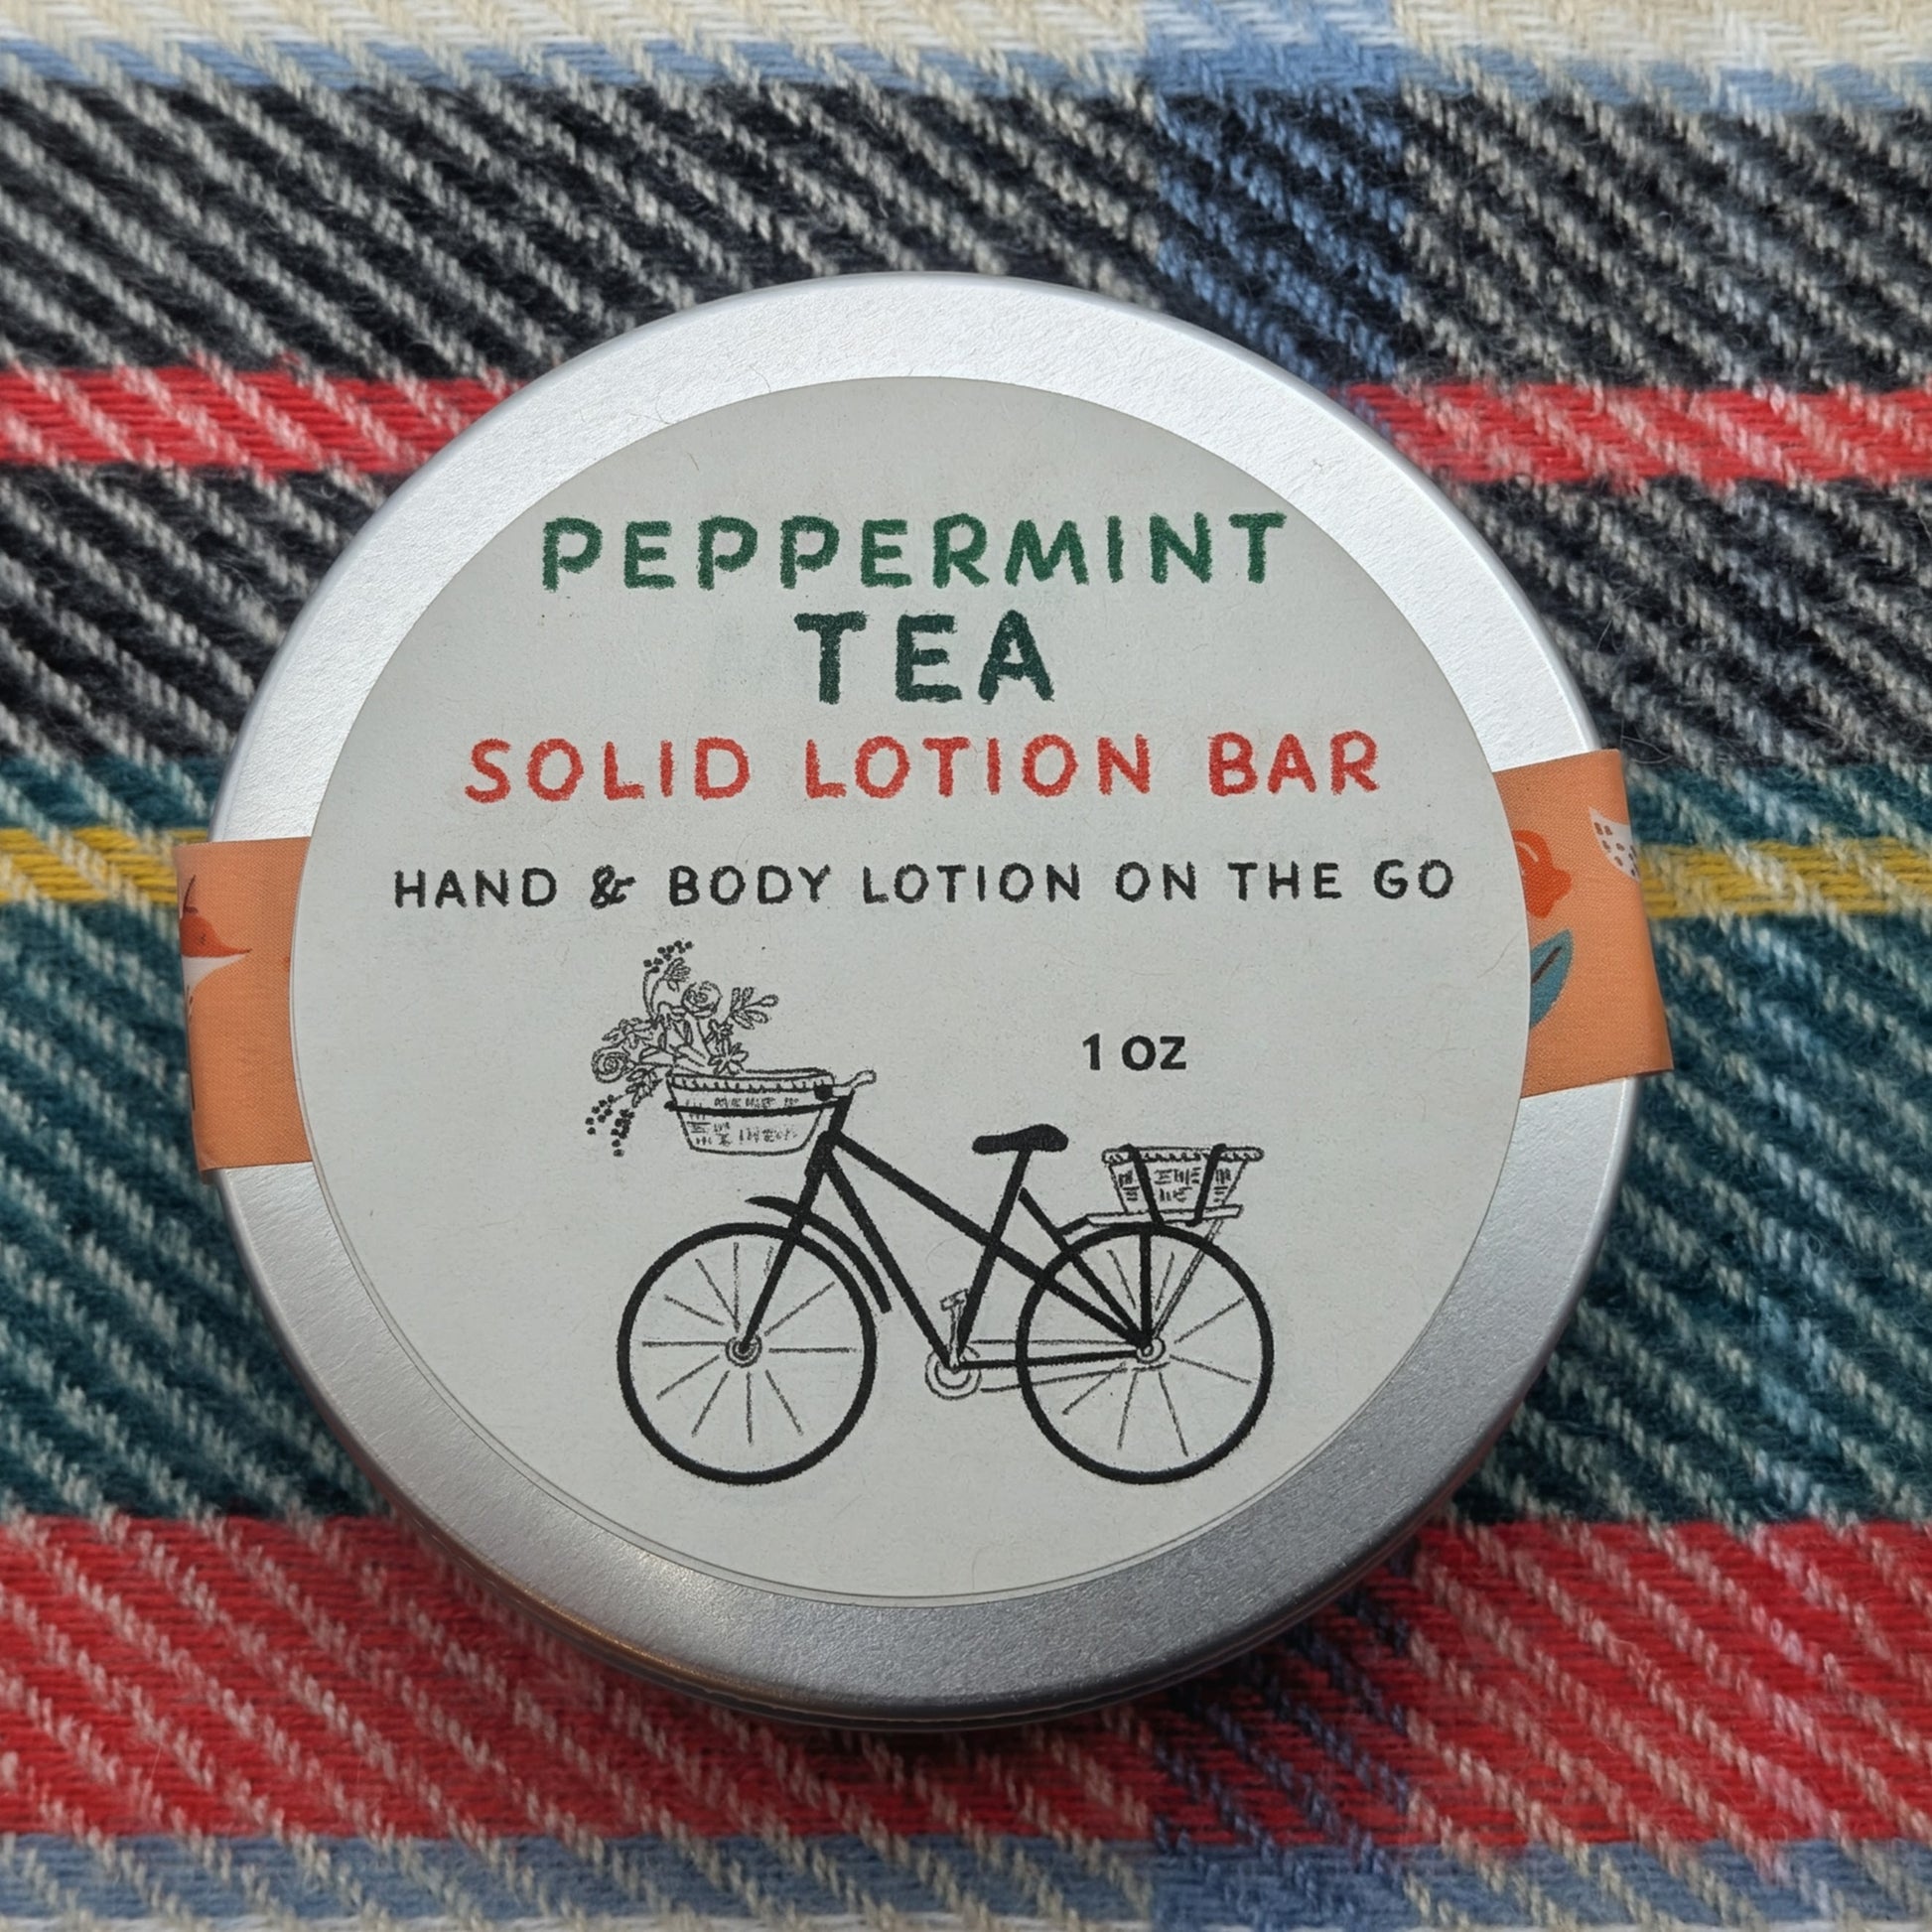 PEPPERMINT
TEA
SOLID LOTION BAR
HAND & BODY LOTION ON THE GO
1 OZ